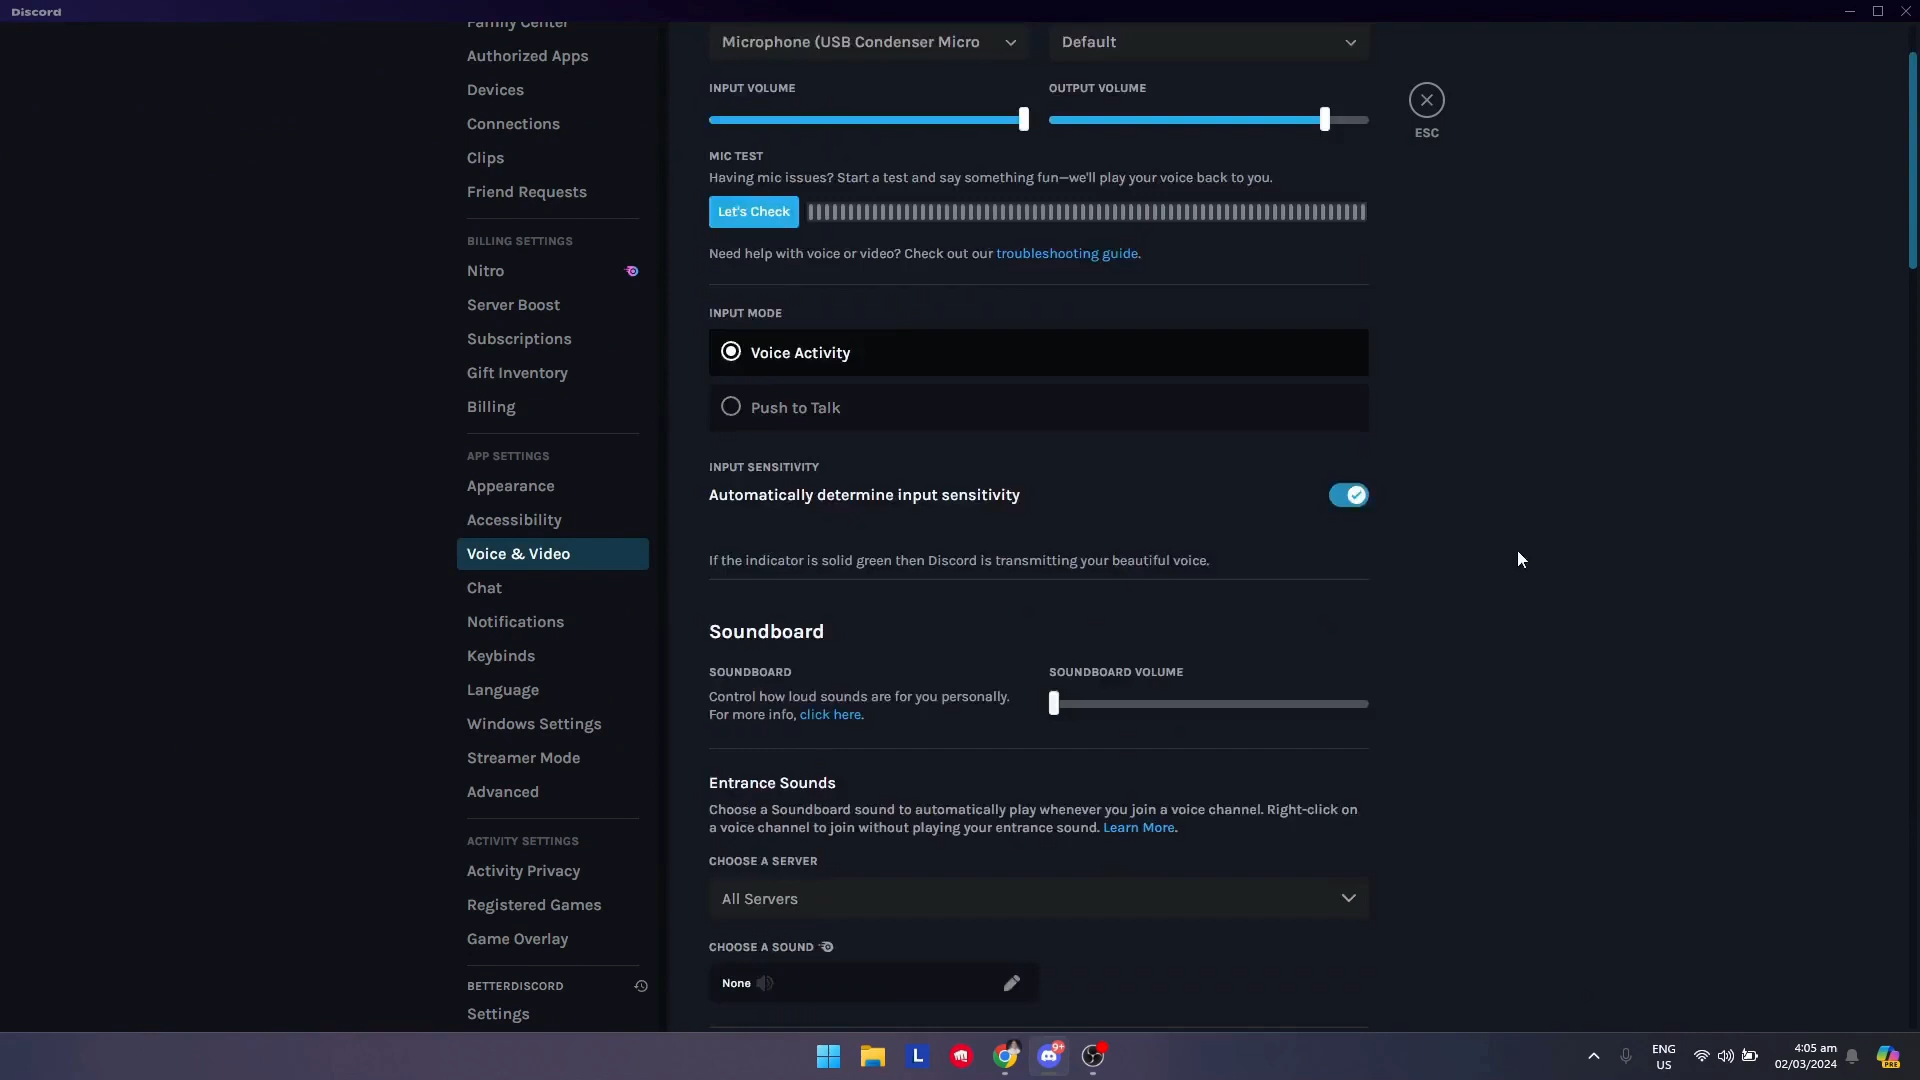 Discord
Family Center
Authorized Apps
Devices
Connections
Clips
Friend Requests
BILLING SETTINGS
Nitro
Server Boost
Subscriptions
Gift Inventory
Billing
APP SETTINGS
Appearance
Accessibility
Voice & Video
Chat
Notifications
Keybinds
Language
Windows Settings
Streamer Mode
Advanced
ACTIVITY SETTINGS
Activity Privacy
Registered Games
Game Overlay
BETTERDISCORD
Settings
Microphone (USB Condenser Micro
Default
INPUT VOLUME
OUTPUT VOLUME
ESC
MIC TEST
Having mic issues? Start a test and say something fun—we'll play your voice back to you.
Let's Check
Need help with voice or video? Check out our troubleshooting guide.
INPUT MODE
Voice Activity
Push to Talk
INPUT SENSITIVITY
Automatically determine input sensitivity
If the indicator is solid green then Discord is transmitting your beautiful voice.
Soundboard
SOUNDBOARD
Control how loud sounds are for you personally.
For more info, click here.
SOUNDBOARD VOLUME
Entrance Sounds
Choose a Soundboard sound to automatically play whenever you join a voice channel. Right-click on
a voice channel to join without playing your entrance sound. Learn More.
CHOOSE A SERVER
All Servers
CHOOSE A SOUND
None
L
9+
ENG
US
4:05 am
02/03/2024
PRE